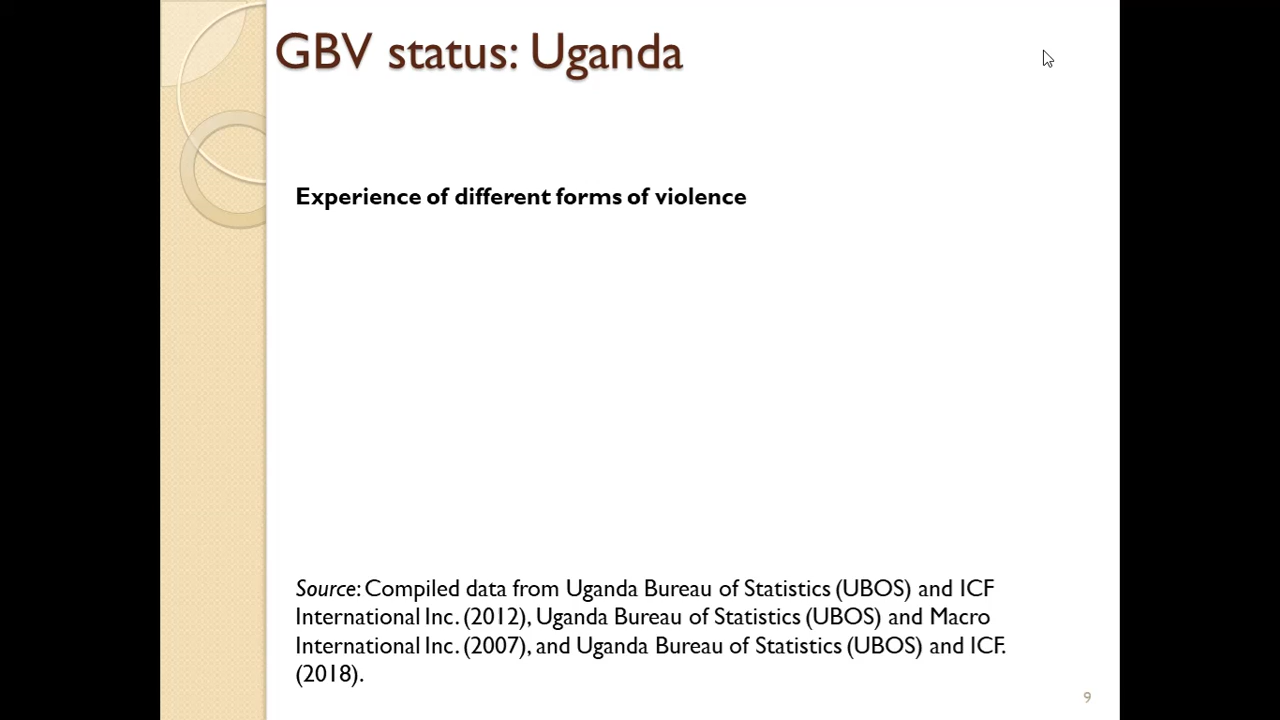 GBV status: Uganda
Experience of different forms of violence
Source: Compiled data from Uganda Bureau of Statistics (UBOS) and ICF
International Inc. (2012), Uganda Bureau of Statistics (UBOS) and Macro
International Inc. (2007), and Uganda Bureau of Statistics (UBOS) and ICF.
(2018).
9